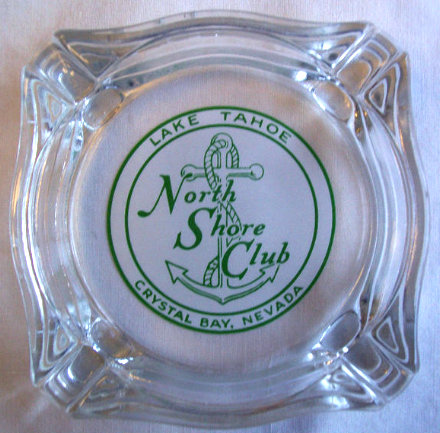 LAKE TAHOE
North
Shore
Club
CRYSTAL BAY, NEVADA